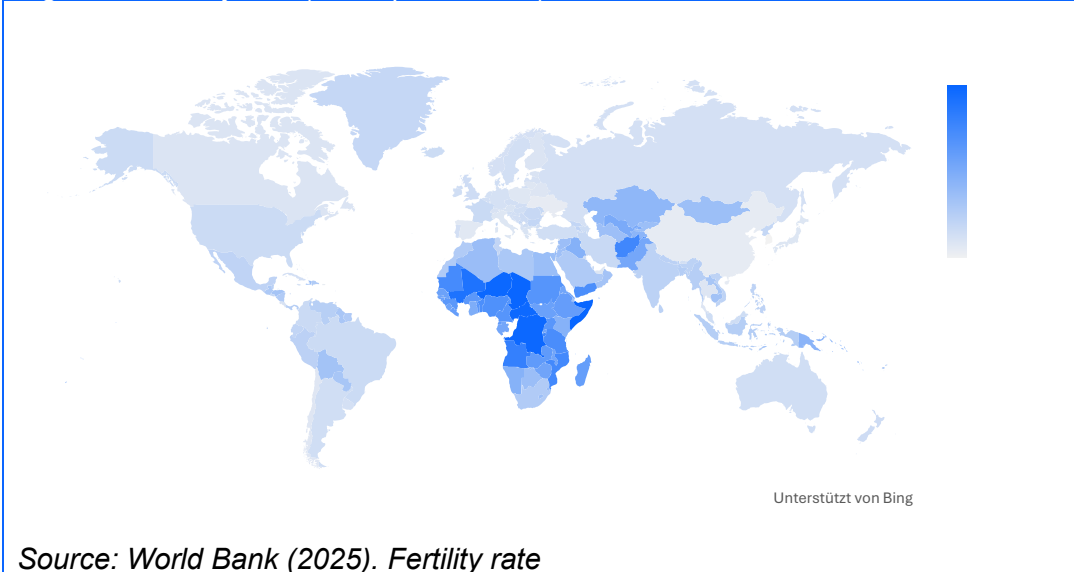 Unterstützt von Bing
Source: World Bank (2025). Fertility rate